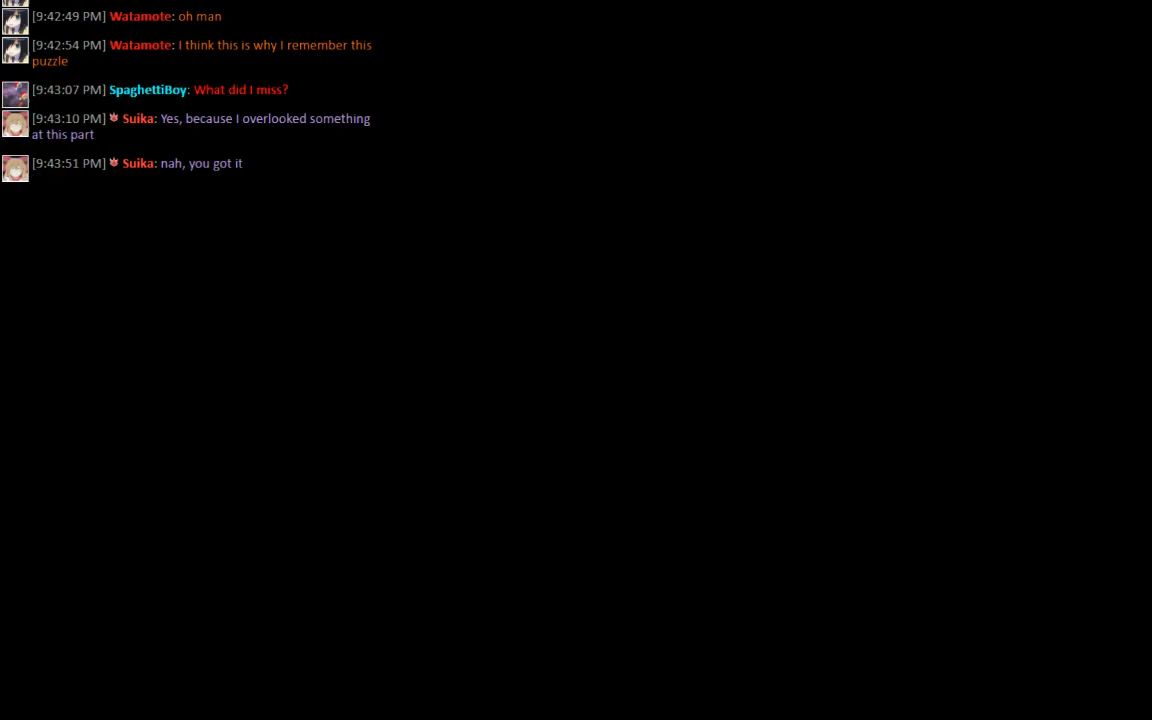 [9:42:49 PM] Watamote: oh man
[9:42:54 PM] Watamote: I think this is why I remember this
puzzle
[9:43:07 PM] SpaghettiBoy: What did I miss?
[9:43:10 PM] Suika: Yes, because I overlooked something
at this part
[9:43:51 PM] Suika: nah, you got it